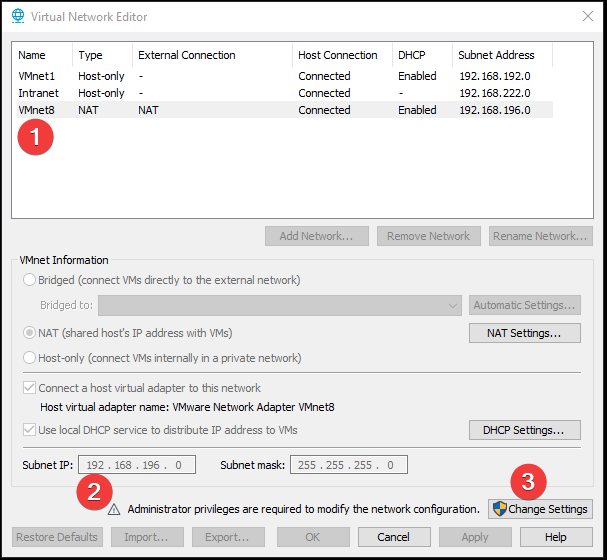 Virtual Network Editor
Name Type External Connection Host Connection DHCP Subnet Address
VMnet1 Host-only - Connected Enabled 192.168.192.0
Intranet Host-only - Connected - 192.168.222.0
VMnet8 NAT NAT Connected Enabled 192.168.196.0
1
Add Network... Remove Network Rename Network...
VMnet Information
Bridged (connect VMs directly to the external network)
Bridged to: Automatic Settings...
NAT (shared host's IP address with VMs) NAT Settings...
Host-only (connect VMs internally in a private network)
Connect a host virtual adapter to this network
Host virtual adapter name: VMware Network Adapter VMnet8
Use local DHCP service to distribute IP address to VMs DHCP Settings...
Subnet IP: 192 . 168 . 196 . 0 Subnet mask: 255 . 255 . 255 . 0
2 3
Administrator privileges are required to modify the network configuration. Change Settings
Restore Defaults Import... Export... OK Cancel Apply Help